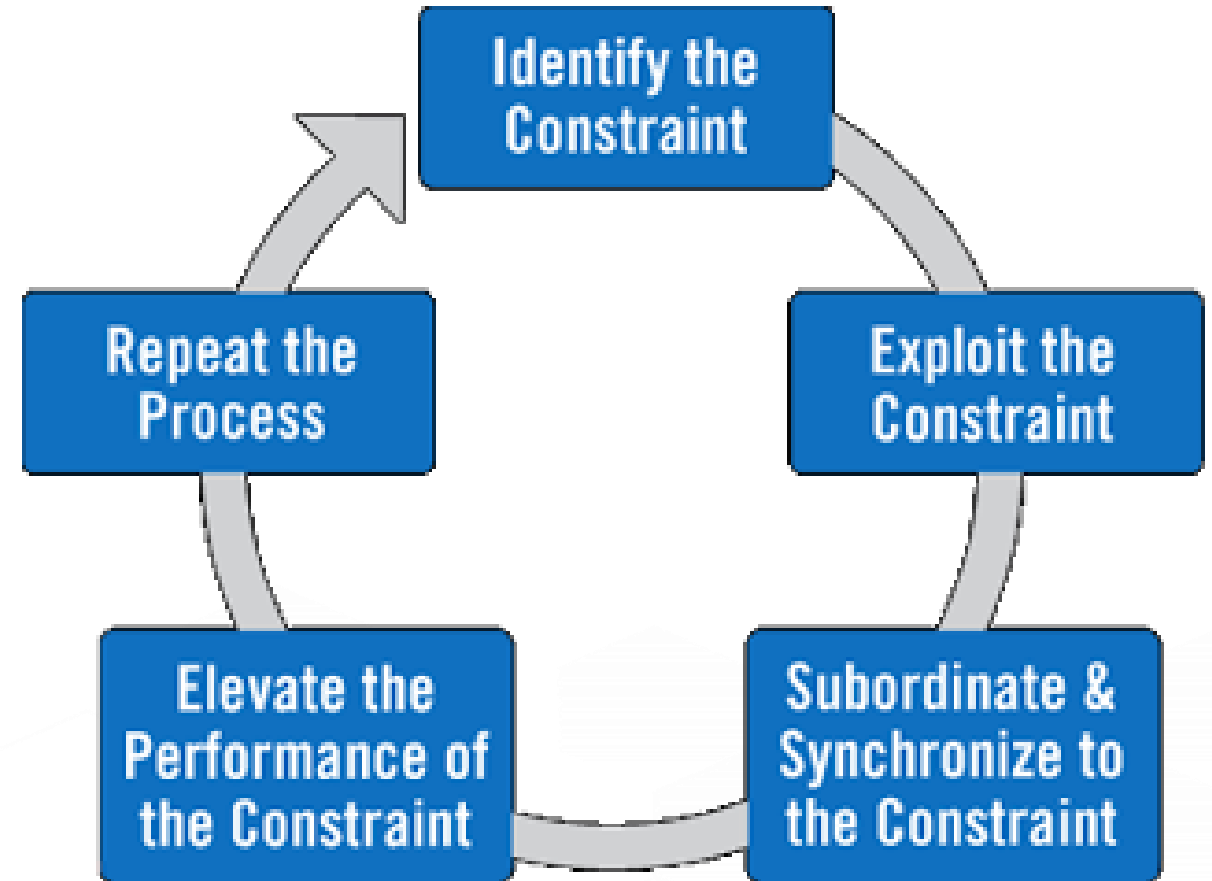 Identify the
Constraint
Exploit the
Constraint
Subordinate &
Synchronize to
the Constraint
Elevate the
Performance of
the Constraint
Repeat the
Process